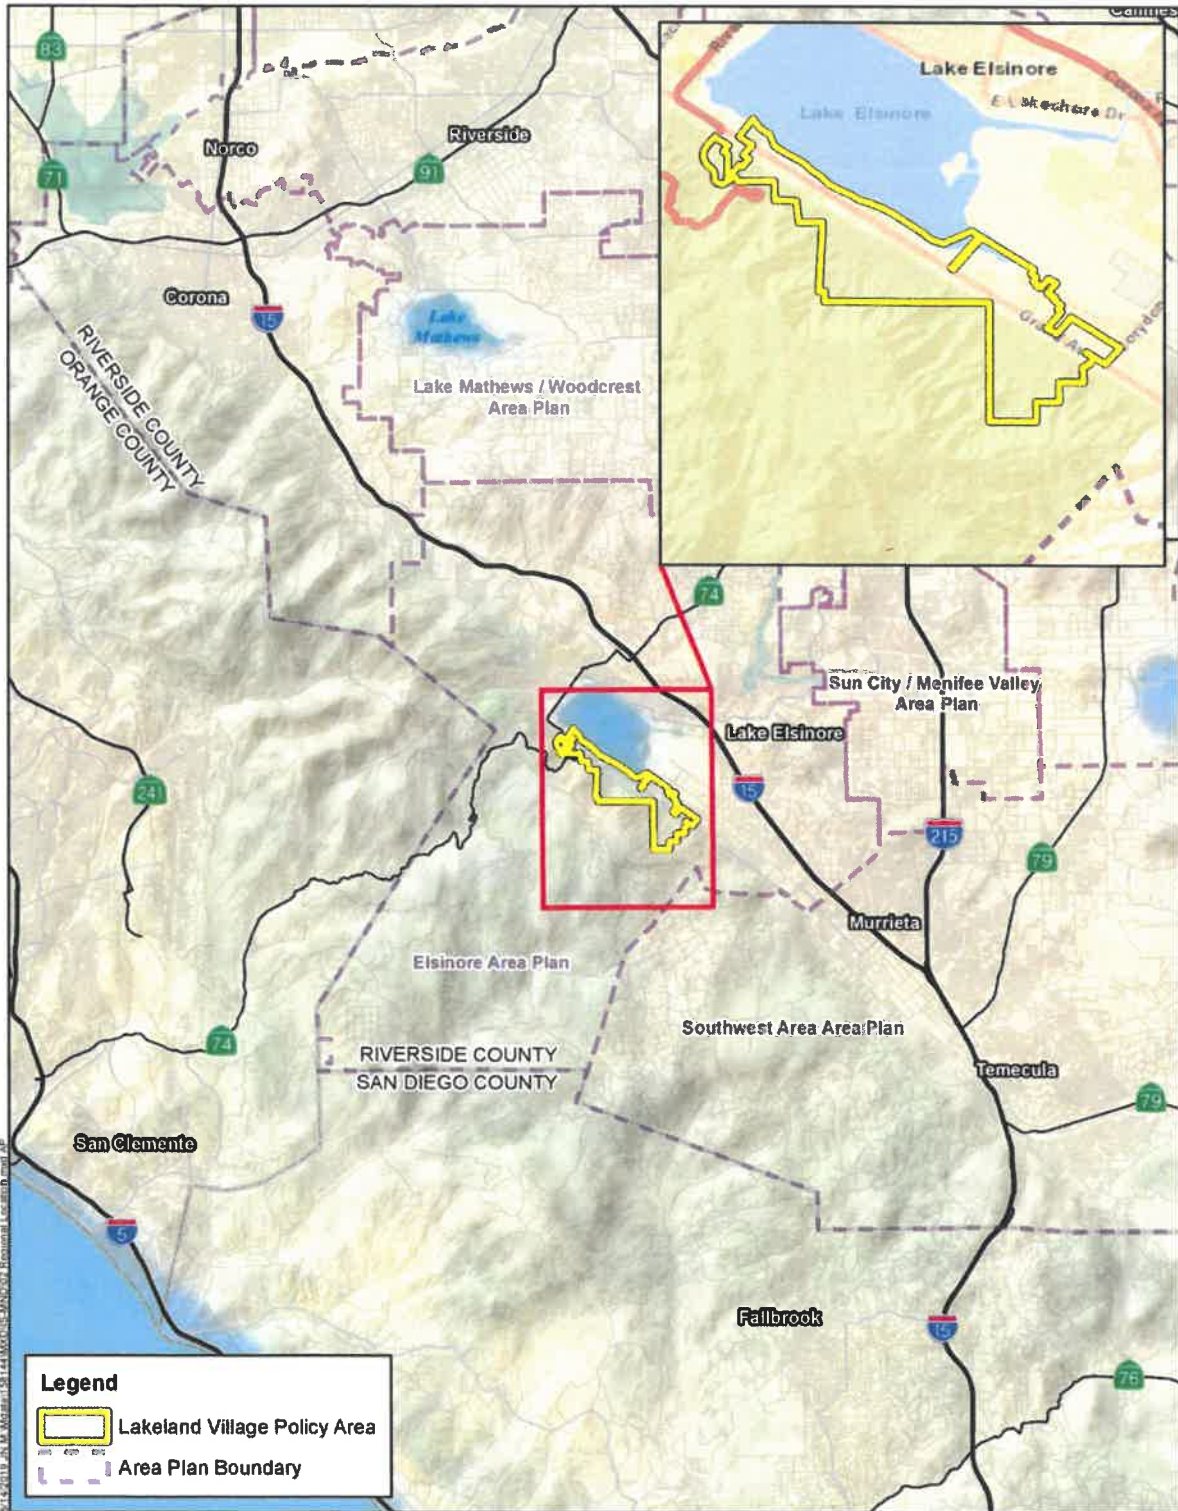 83
Norco
Riverside
91
71
Corona
15
Lake
Mathews
Lake Mathews / Woodcrest
Area Plan
RIVERSIDE COUNTY
ORANGE COUNTY
Lake Elsinore
Lake Elsinore
Dr
74
Sun City / Menifee Valley
Area Plan
Lake Elsinore
15
241
215
79
Murrieta
Elsinore Area Plan
Southwest Area Area Plan
74
RIVERSIDE COUNTY
SAN DIEGO COUNTY
Temecula
79
San Clemente
5
Fallbrook
15
76
Legend
Lakeland Village Policy Area
Area Plan Boundary